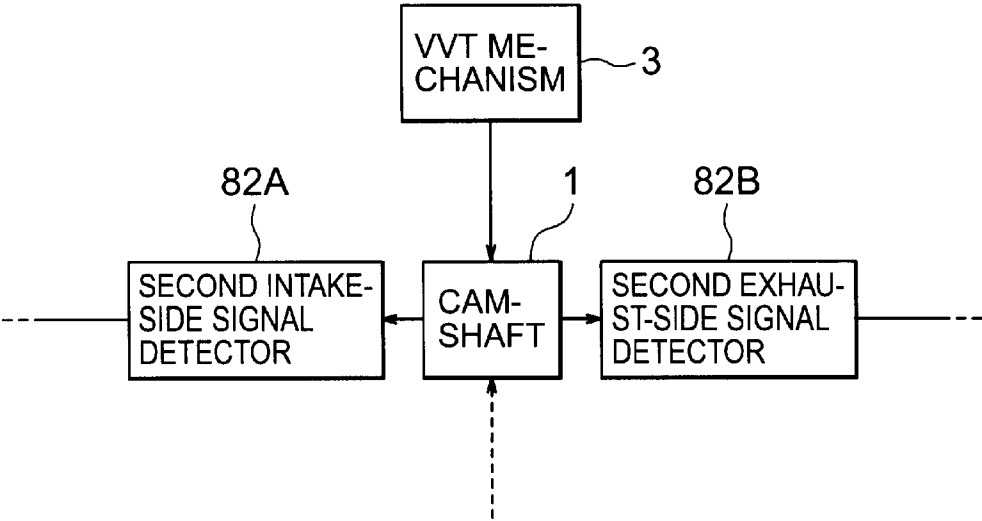 VVT ME-
CHANISM
3
82A
1
82B
SECOND INTAKE-
SIDE SIGNAL
DETECTOR
CAM-
SHAFT
SECOND EXHAU-
ST-SIDE SIGNAL
DETECTOR